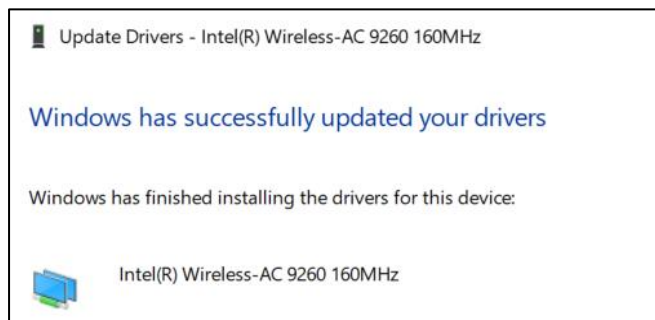 Update Drivers - Intel(R) Wireless-AC 9260 160MHz
Windows has successfully updated your drivers
Windows has finished installing the drivers for this device:
Intel(R) Wireless-AC 9260 160MHz